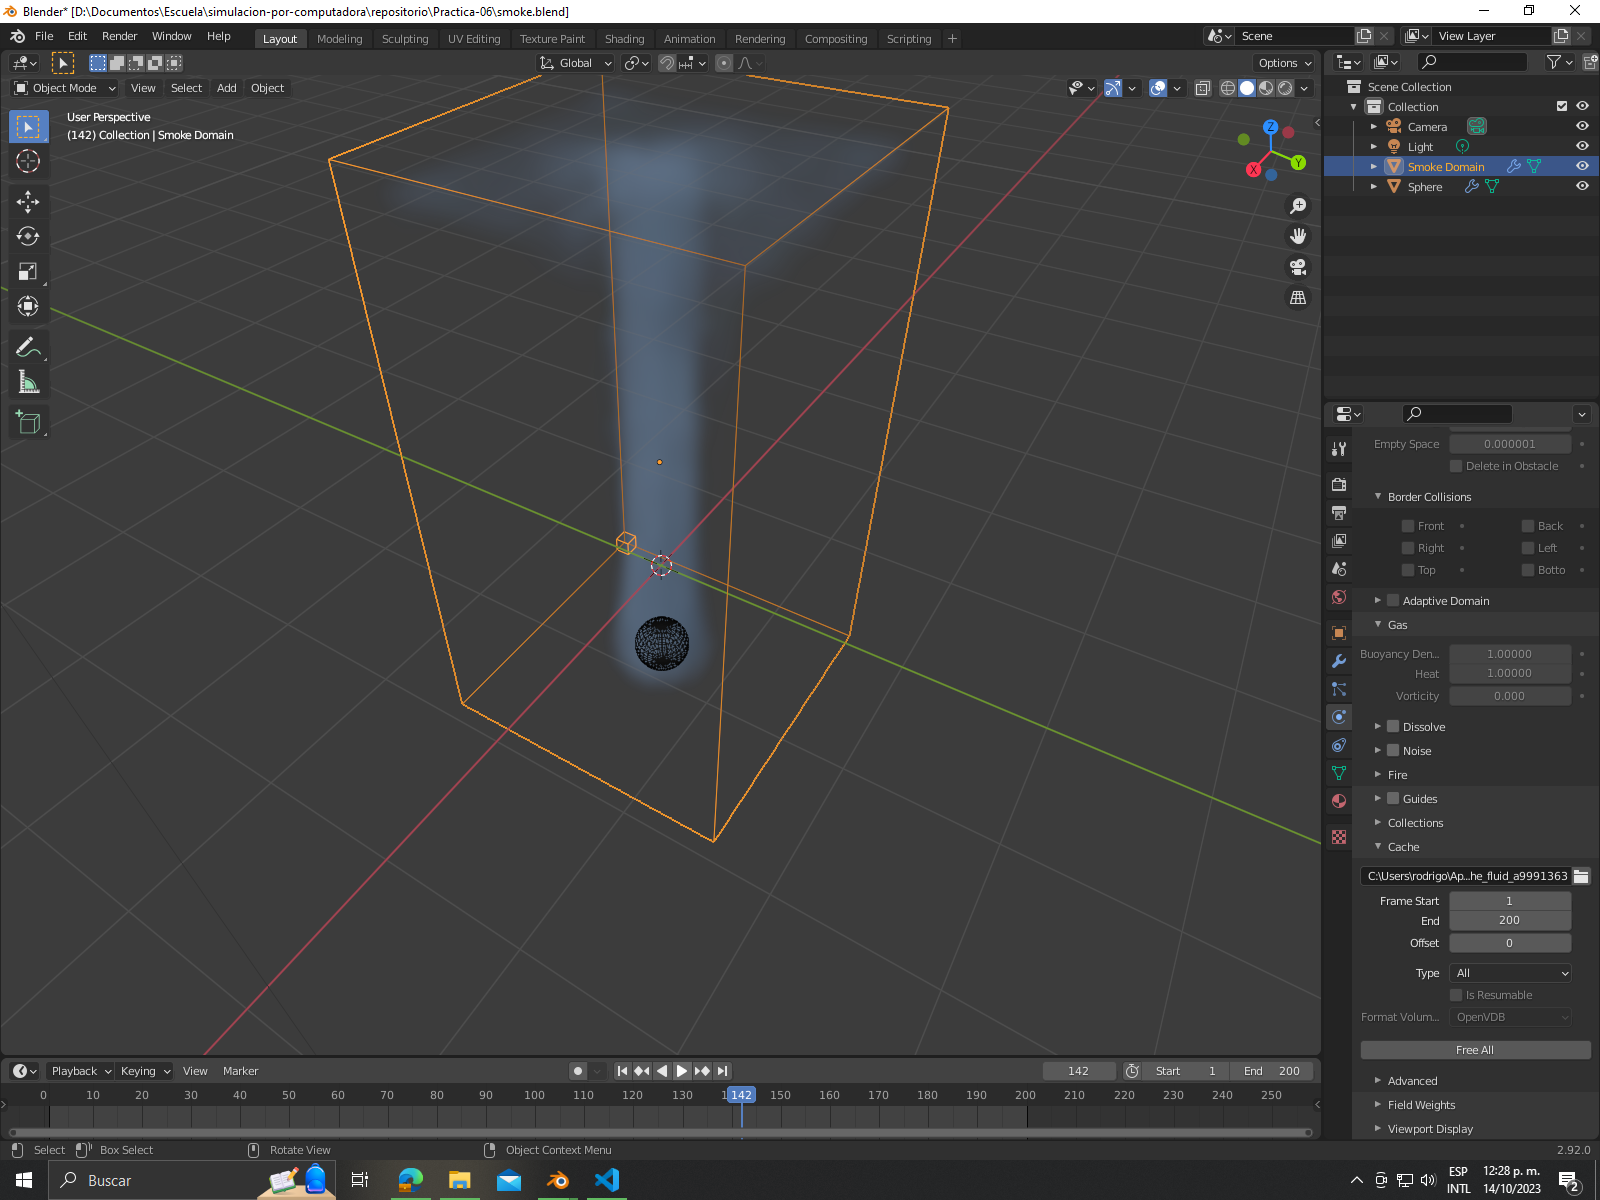 Blender* [D:\Documentos\Escuela\simulacion-por-computadora\repositorio\Practica-06\smoke.blend]
File Edit Render Window Help Layout Modeling Sculpting UV Editing Texture Paint Shading Animation Rendering Compositing Scripting + Scene View Layer
Global Options
Object Mode View Select Add Object
User Perspective
(142) Collection | Smoke Domain
Z
Y
X
Scene Collection
Collection
Camera
Light
Smoke Domain
Sphere
Empty Space 0.000001
Delete in Obstacle
Border Collisions
Front Back
Right Left
Top Botto
Adaptive Domain
Gas
Buoyancy Den... 1.00000
Heat 1.00000
Vorticity 0.000
Dissolve
Noise
Fire
Guides
Collections
Cache
C:\Users\rodrigo\Ap...he_fluid_a9991363
Frame Start 1
End 200
Offset 0
Type All
Is Resumable
Format Volum... OpenVDB
Free All
Advanced
Field Weights
Viewport Display
Playback Keying View Marker 142 Start 1 End 200
0 10 20 30 40 50 60 70 80 90 100 110 120 130 142 150 160 170 180 190 200 210 220 230 240 250
Select Box Select Rotate View Object Context Menu 2.92.0
Buscar
ESP
INTL
12:28 p. m.
14/10/2023
2